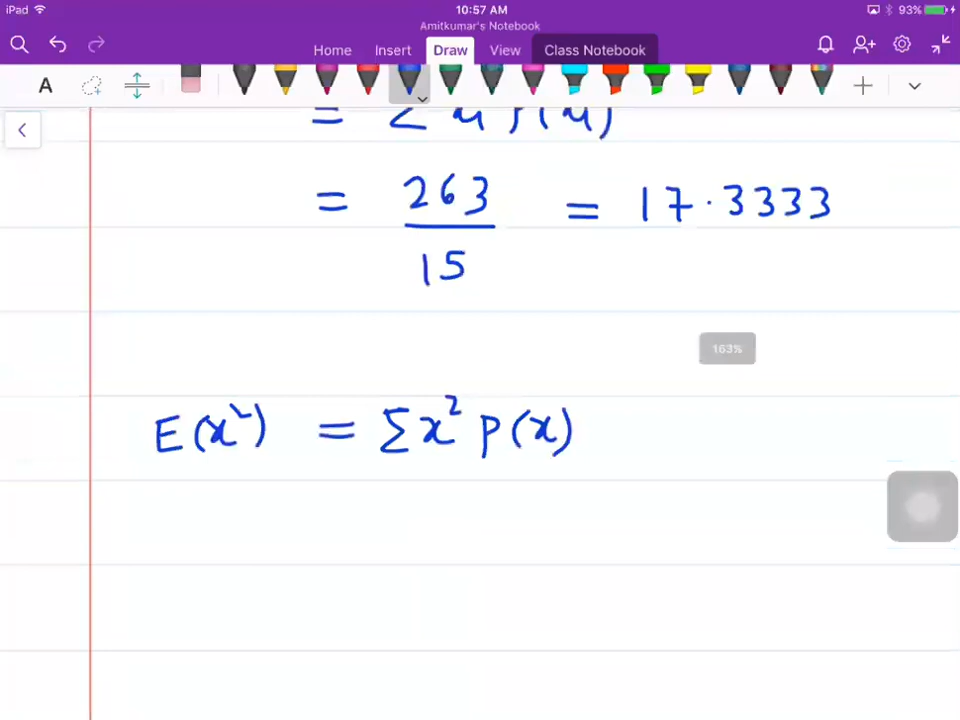 iPad 10:57 AM 93%
Amitkumar's Notebook
Home Insert Draw View Class Notebook
A
= Σ x p(x)
= 263/15 = 17.3333
163%
E(x²) = Σx² p(x)